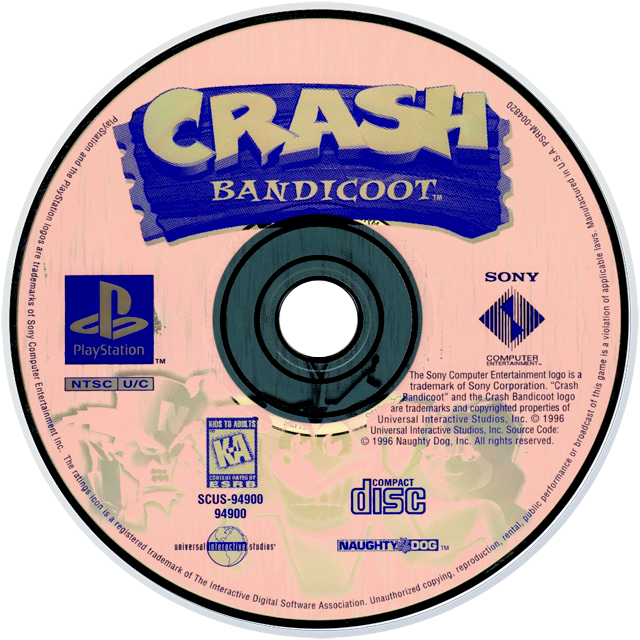 CRASH
BANDICOOT™
PlayStation and the PlayStation logos are trademarks of Sony Computer Entertainment Inc. The ratings icon is a registered trademark of the Interactive Digital Software Association. Unauthorized copying, reproduction, rental, public performance or broadcast of this game is a violation of applicable laws. Manufactured in U.S.A. PSRM-004820
PlayStation
™
NTSC U/C
SONY
COMPUTER
ENTERTAINMENT™
The Sony Computer Entertainment logo is a
trademark of Sony Corporation. "Crash
Bandicoot" and the Crash Bandicoot logo
are trademarks and copyrighted properties of
Universal Interactive Studios, Inc. © 1996
Universal Interactive Studios, Inc. Source Code:
© 1996 Naughty Dog, Inc. All rights reserved.
KIDS TO ADULTS
K-A
CONTENT RATED BY
ESRB
SCUS-94900
94900
COMPACT
disc
universal interactive studios™
NAUGHTY DOG™